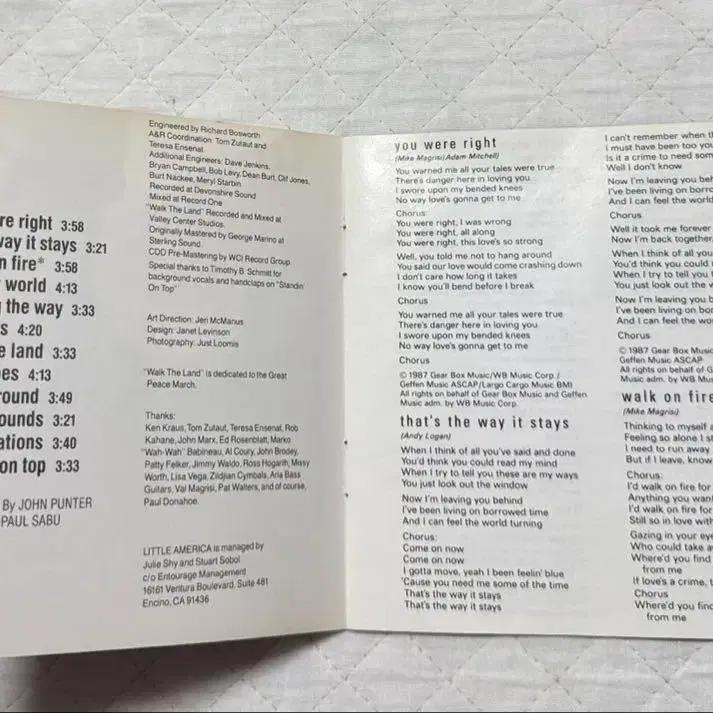 re right 3:58
way it stays 3:21
n fire* 3:58
world 4:13
g the way 3:33
s 4:20
e land 3:33
es 4:13
round 3:49
ounds 3:21
ations 3:40
on top 3:33
By JOHN PUNTER
PAUL SABU
Engineered by Richard Bosworth
A&R Coordination: Tom Zutaut and
Teresa Ensenat.
Additional Engineers: Dave Jenkins,
Bryan Campbell, Bob Levy, Dean Burt, Clif Jones,
Burt Nackee, Meryl Starbin
Recorded at Devonshire Sound
Mixed at Record One
"Walk The Land" Recorded and Mixed at
Valley Center Studios.
Originally Mastered by George Marino at
Sterling Sound.
CDD Pre-Mastering by WCI Record Group.
Special thanks to Timothy B. Schmitt for
background vocals and handclaps on "Standin'
On Top"
Art Direction: Jeri McManus
Design: Janet Levinson
Photography: Just Loomis
"Walk The Land" is dedicated to the Great
Peace March.
Thanks:
Ken Kraus, Tom Zutaut, Teresa Ensenat, Rob
Kahane, John Marx, Ed Rosenblatt, Marko
"Wah-Wah" Babineau, Al Coury, John Brodey,
Patty Felker, Jimmy Waldo, Ross Hogarth, Missy
Worth, Lisa Vega, Zildjian Cymbals, Aria Bass
Guitars, Val Magrisi, Pat Walters, and of course,
Paul Donahoe.
LITTLE AMERICA is managed by
Julie Shy and Stuart Sobol
c/o Entourage Management
16161 Ventura Boulevard, Suite 481
Encino, CA 91436
you were right
(Mike Magrisi/Adam Mitchell)
You warned me all your tales were true
There's danger here in loving you
I swore upon my bended knees
No way love's gonna get to me
Chorus:
You were right, I was wrong
You were right, all along
You were right, this love's so strong
Well, you told me not to hang around
You said our love would come crashing down
I don't care how long it takes
I know you'll bend before I break
Chorus
You warned me all your tales were true
There's danger here in loving you
I swore upon my bended knees
No way love's gonna get to me
Chorus
© 1987 Gear Box Music/WB Music Corp./
Geffen Music ASCAP/Largo Cargo Music BMI
All rights on behalf of Gear Box Music and Geffen
Music adm. by WB Music Corp.
that's the way it stays
(Andy Logan)
When I think of all you've said and done
You'd think you could read my mind
When I try to tell you these are my ways
You just look out the window
Now I'm leaving you behind
I've been living on borrowed time
And I can feel the world turning
Chorus:
Come on now
Come on now
I gotta move, yeah I been feelin' blue
'Cause you need me some of the time
That's the way it stays
That's the way it stays
I can't remember when th
I must have been too you
Is it a crime to need som
Well I don't know
Now I'm leaving you beh
I've been living on borro
And I can feel the world
Chorus
Well it took me forever
Now I'm back together,
When I think of all you
You'd think you could r
When I try to tell you t
You just look out the w
Now I'm leaving you b
I've been living on bor
And I can feel the wo
Chorus
© 1987 Gear Box Mus
Geffen Music ASCAP
All rights on behalf of G
Music adm. by WB Mus
walk on fire
(Mike Magrisi)
Thinking to myself a
Feeling so alone I st
I need to run away
But if I leave, know
Chorus:
I'd walk on fire for
Anything you want
I'd walk on fire for
Still so in love with
Gazing in your eye
Who could take a
Where'd you find
from me
If love's a crime, t
Chorus
Where'd you find
from me